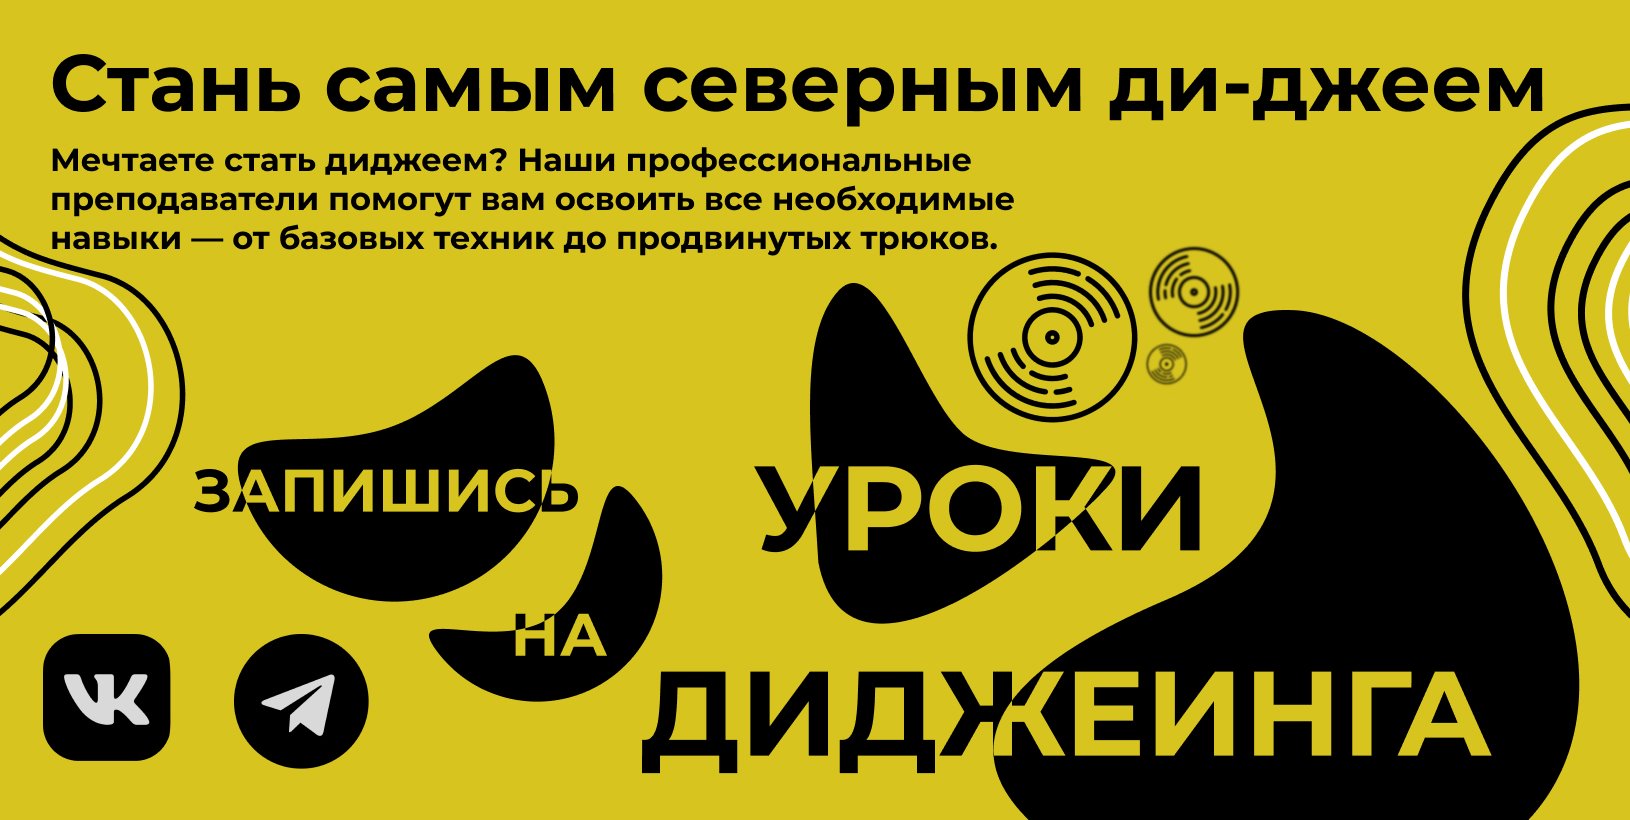 Стань самым северным ди-джеем
Мечтаете стать диджеем? Наши профессиональные
преподаватели помогут вам освоить все необходимые
навыки — от базовых техник до продвинутых трюков.
ЗАПИШИСЬ
НА
УРОКИ
ДИДЖЕИНГА